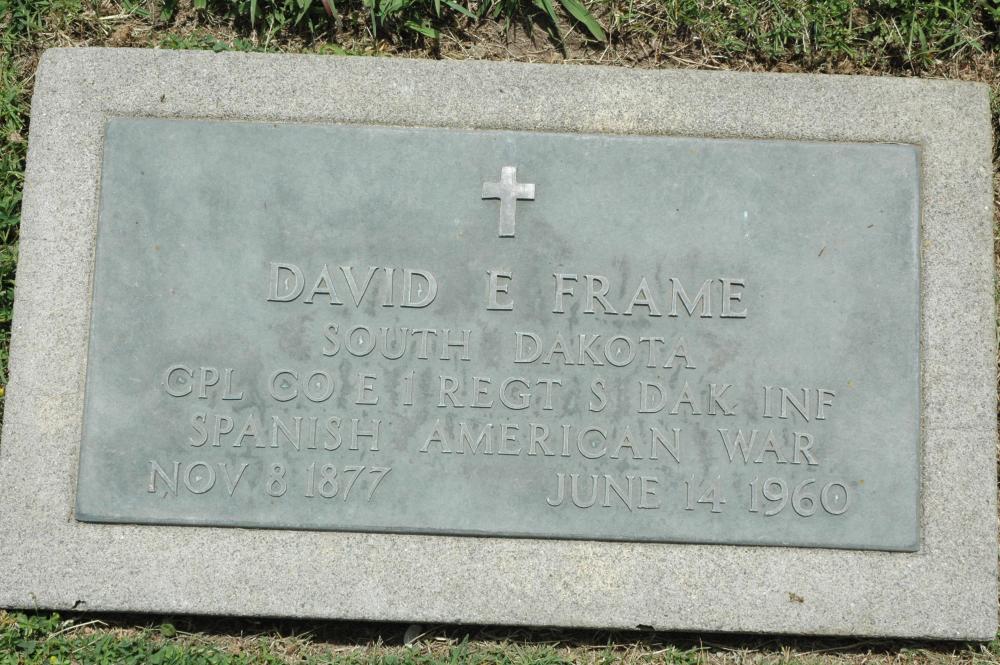 DAVID E FRAME
SOUTH DAKOTA
CPL CO E 1 REGT S DAK INF
SPANISH AMERICAN WAR
NOV 8 1877 JUNE 14 1960